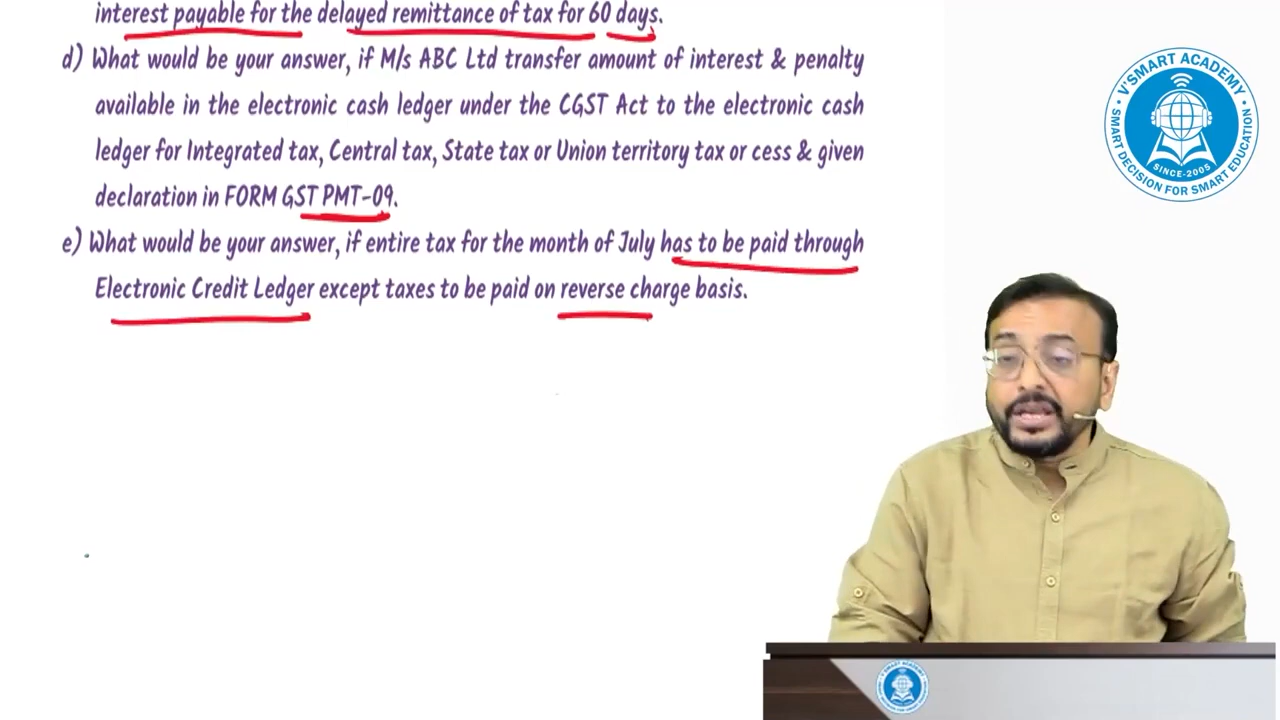 interest payable for the delayed remittance of tax for 60 days.
d) What would be your answer, if M/s ABC Ltd transfer amount of interest & penalty
available in the electronic cash ledger under the CGST Act to the electronic cash
ledger for Integrated tax, Central tax, State tax or Union territory tax or cess & given
declaration in FORM GST PMT-09.
e) What would be your answer, if entire tax for the month of July has to be paid through
Electronic Credit Ledger except taxes to be paid on reverse charge basis.
V'SMART ACADEMY
SINCE-2005
SMART DECISION FOR SMART EDUCATION